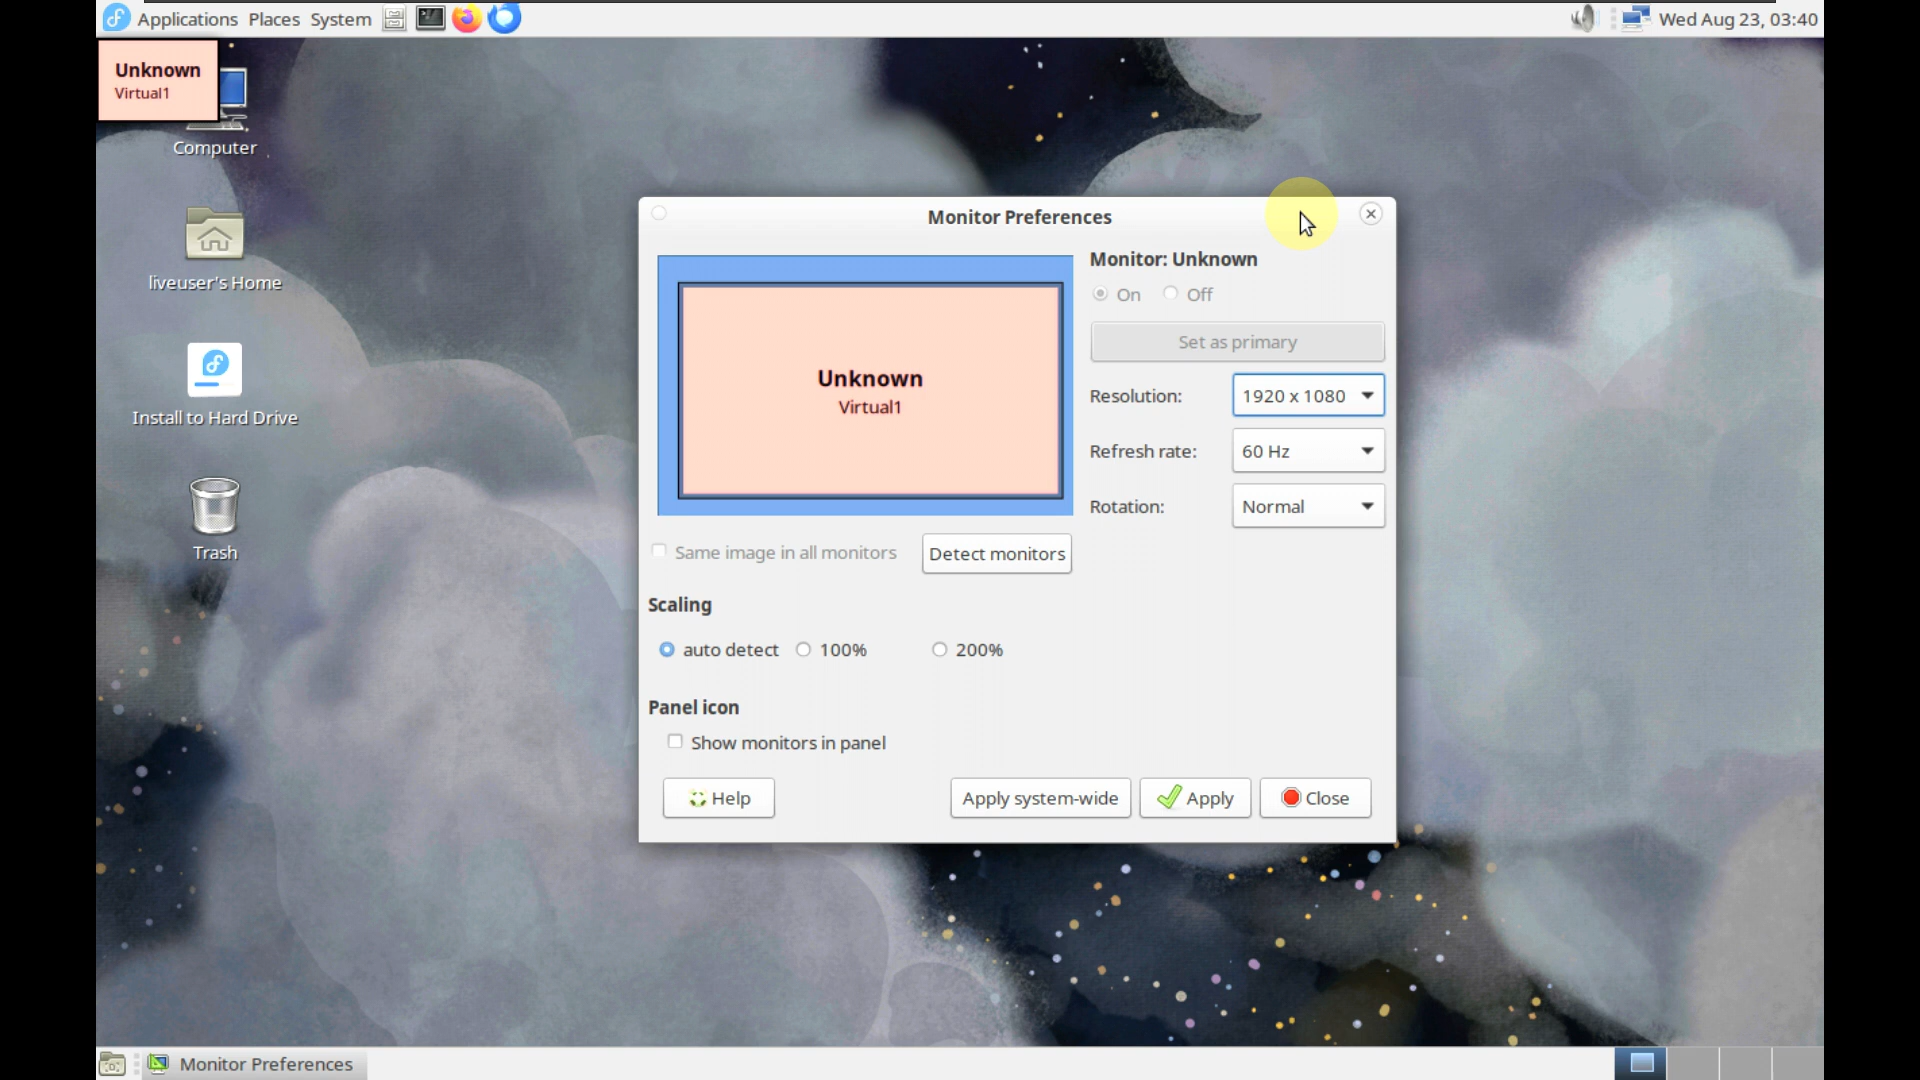 Applications Places System
Wed Aug 23, 03:40
Unknown
Virtual1
Computer
liveuser's Home
Install to Hard Drive
Trash
Monitor Preferences
Unknown
Virtual1
Monitor: Unknown
On Off
Set as primary
Resolution: 1920 x 1080
Refresh rate: 60 Hz
Rotation: Normal
Same image in all monitors Detect monitors
Scaling
auto detect 100% 200%
Panel icon
Show monitors in panel
Help Apply system-wide Apply Close
Monitor Preferences